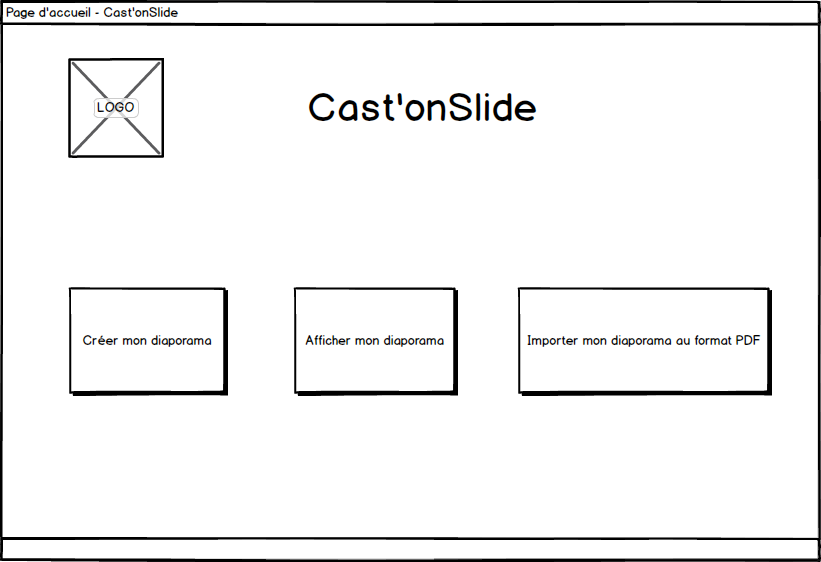 Page d'accueil - Cast'onSlide
LOGO
Cast'onSlide
Créer mon diaporama
Afficher mon diaporama
Importer mon diaporama au format PDF